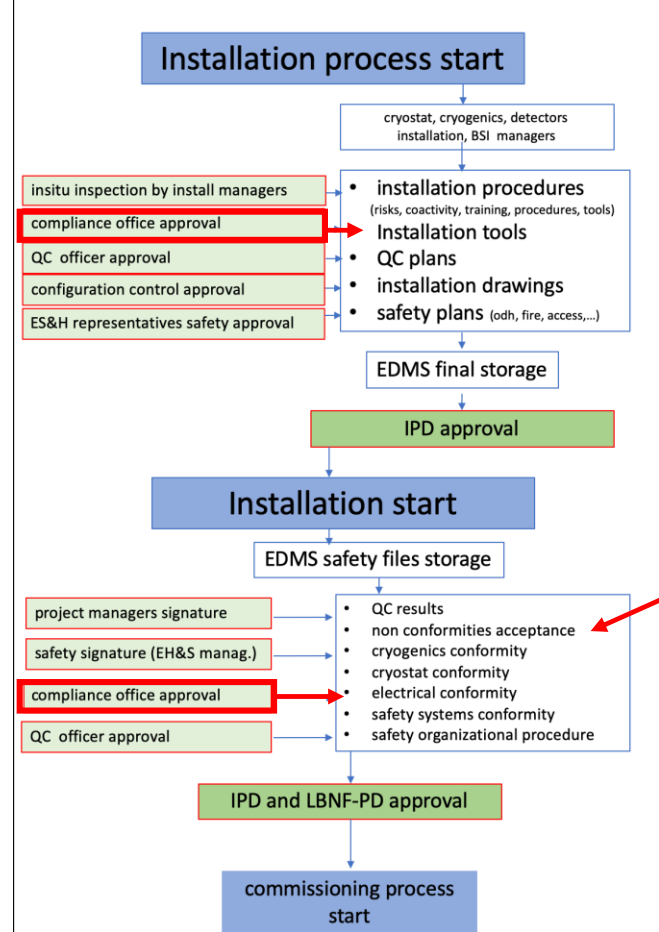 Installation process start
cryostat, cryogenics, detectors
installation, BSI managers
insitu inspection by install managers
compliance office approval
QC officer approval
configuration control approval
ES&H representatives safety approval
• installation procedures
(risks, coactivity, training, procedures, tools)
Installation tools
• QC plans
• installation drawings
• safety plans (odh, fire, access,...)
EDMS final storage
IPD approval
Installation start
EDMS safety files storage
project managers signature
safety signature (EH&S manag.)
compliance office approval
QC officer approval
• QC results
• non conformities acceptance
• cryogenics conformity
• cryostat conformity
• electrical conformity
• safety systems conformity
• safety organizational procedure
IPD and LBNF-PD approval
commissioning process
start